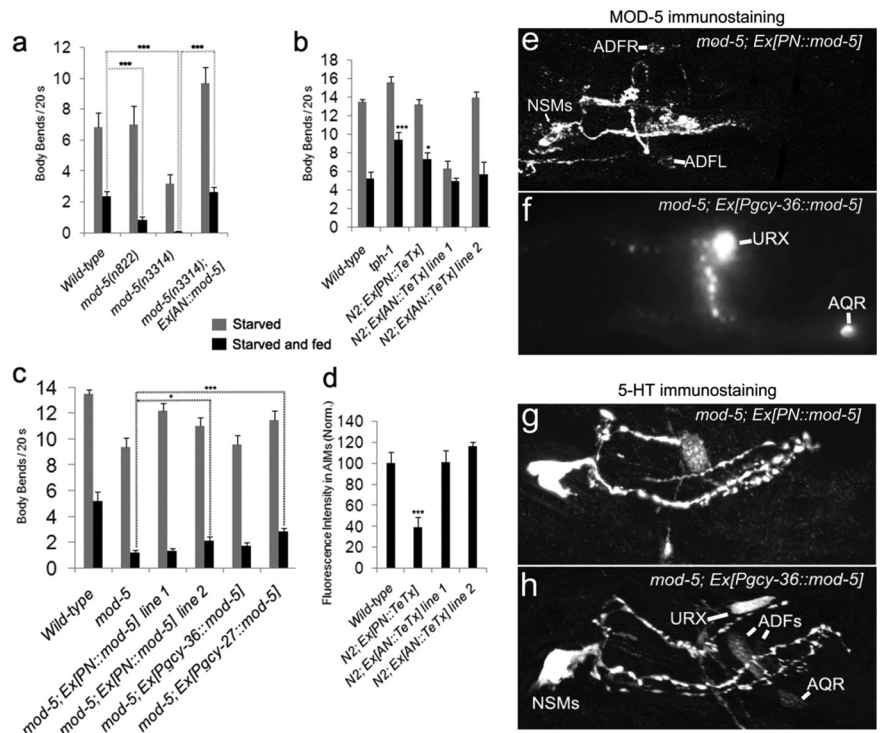 a
***
***
***
Body Bends / 20 s
12
10
8
6
4
2
0
Wild-type
mod-5(n822)
mod-5(n3314)
mod-5(n3314);
Ex[AN::mod-5]
b
Body Bends / 20 s
18
16
14
12
10
8
6
4
2
0
***
*
Wild-type
tph-1
N2; Ex[PN::TeTx]
N2; Ex[AN::TeTx] line 1
N2; Ex[AN::TeTx] line 2
Starved
Starved and fed
c
Body Bends / 20 s
14
12
10
8
6
4
2
0
***
*
Wild-type
mod-5
mod-5; Ex[PN::mod-5] line 1
mod-5; Ex[PN::mod-5] line 2
mod-5; Ex[Pgcy-36::mod-5]
mod-5; Ex[Pgcy-27::mod-5]
d
Fluorescence Intensity in AIMs (Norm.)
140
120
100
80
60
40
20
0
***
Wild-type
N2; Ex[PN::TeTx]
N2; Ex[AN::TeTx] line 1
N2; Ex[AN::TeTx] line 2
MOD-5 immunostaining
e
mod-5; Ex[PN::mod-5]
ADFR
NSMs
ADFL
f
mod-5; Ex[Pgcy-36::mod-5]
URX
AQR
5-HT immunostaining
g
mod-5; Ex[PN::mod-5]
h
mod-5; Ex[Pgcy-36::mod-5]
URX
ADFs
AQR
NSMs